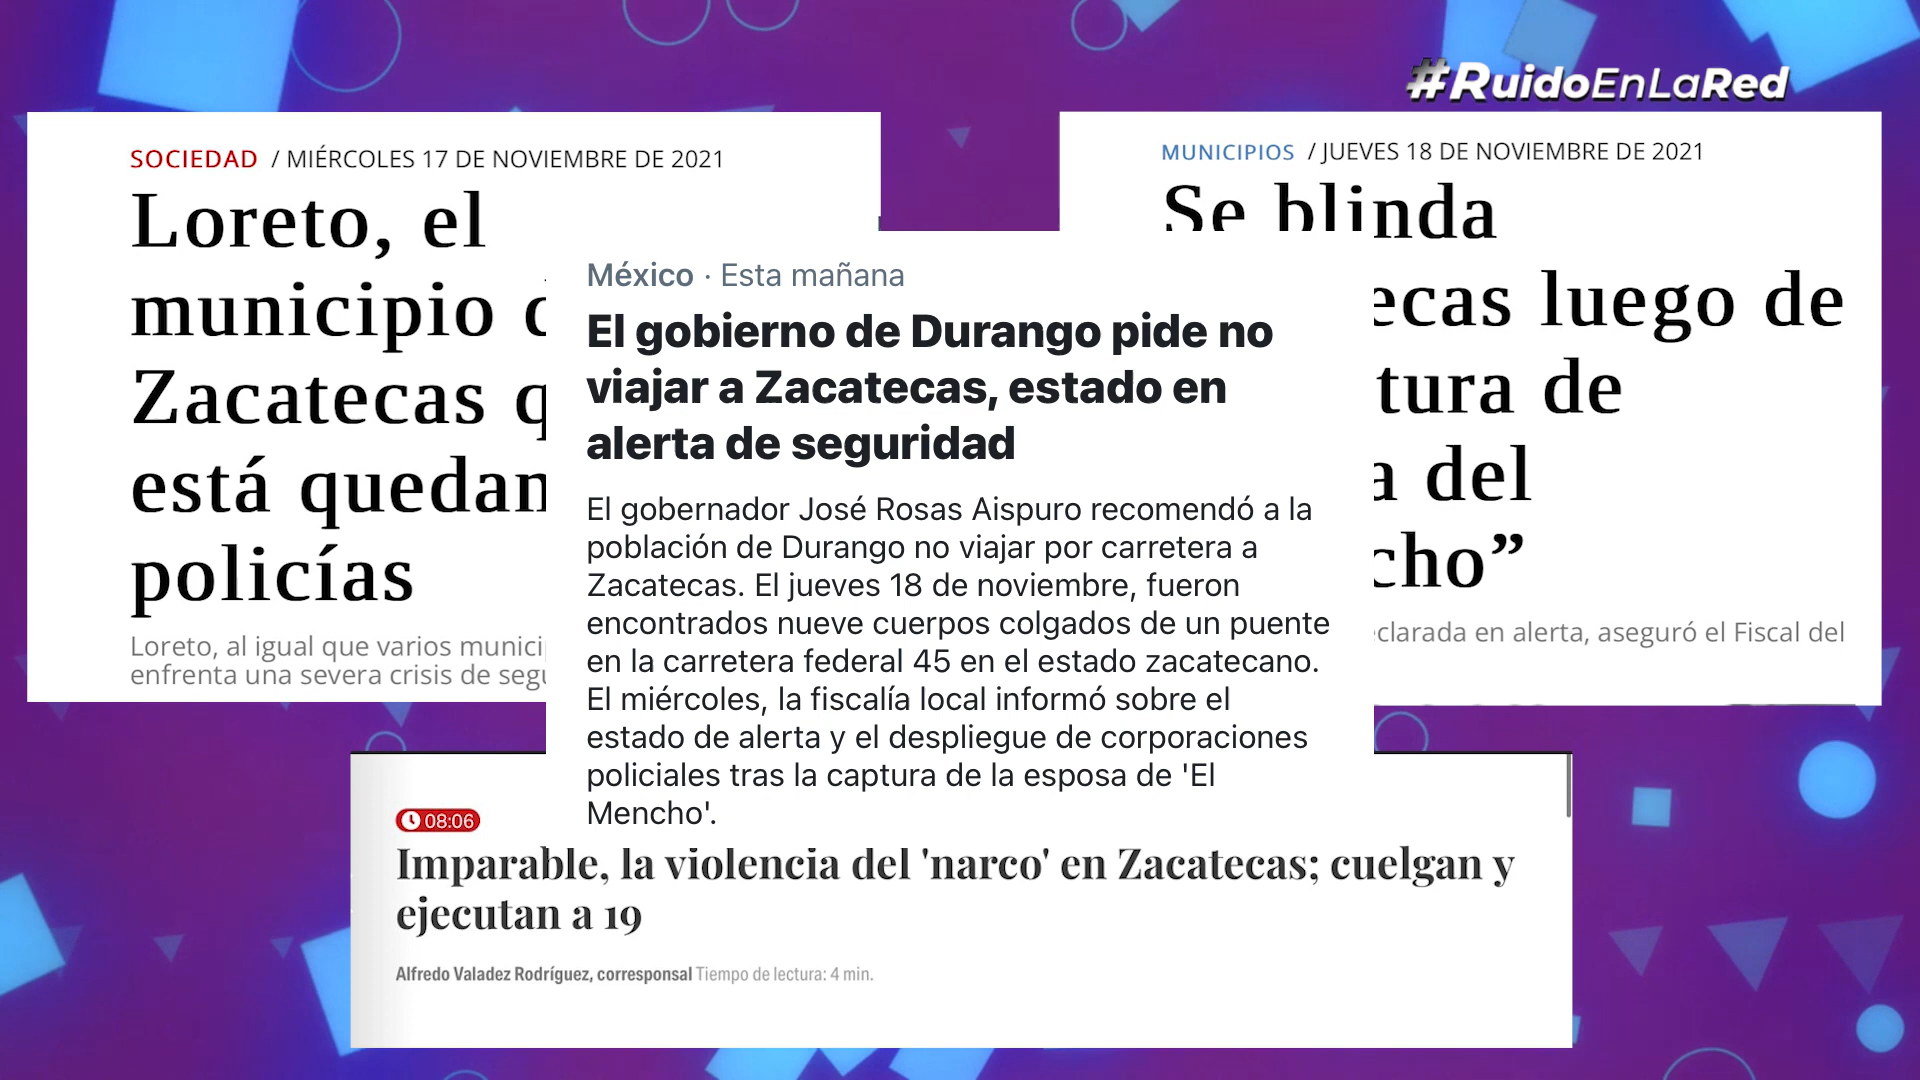 #RuidoEnLaRed
SOCIEDAD / MIÉRCOLES 17 DE NOVIEMBRE DE 2021
Loreto, el
municipio
Zacatecas
está
policías
Loreto, al igual que varios
enfrenta una severa crisis de
MUNICIPIOS / JUEVES 18 DE NOVIEMBRE DE 2021
Se blinda
luego de
de
del
en alerta, aseguró el Fiscal del
México · Esta mañana
El gobierno de Durango pide no
viajar a Zacatecas, estado en
alerta de seguridad
El gobernador José Rosas Aispuro recomendó a la
población de Durango no viajar por carretera a
Zacatecas. El jueves 18 de noviembre, fueron
encontrados nueve cuerpos colgados de un puente
en la carretera federal 45 en el estado zacatecano.
El miércoles, la fiscalía local informó sobre el
estado de alerta y el despliegue de corporaciones
policiales tras la captura de la esposa de 'El
Mencho'.
08:06
Imparable, la violencia del 'narco' en Zacatecas; cuelgan y
ejecutan a 19
Alfredo Valadez Rodríguez, corresponsal Tiempo de lectura: 4 min.